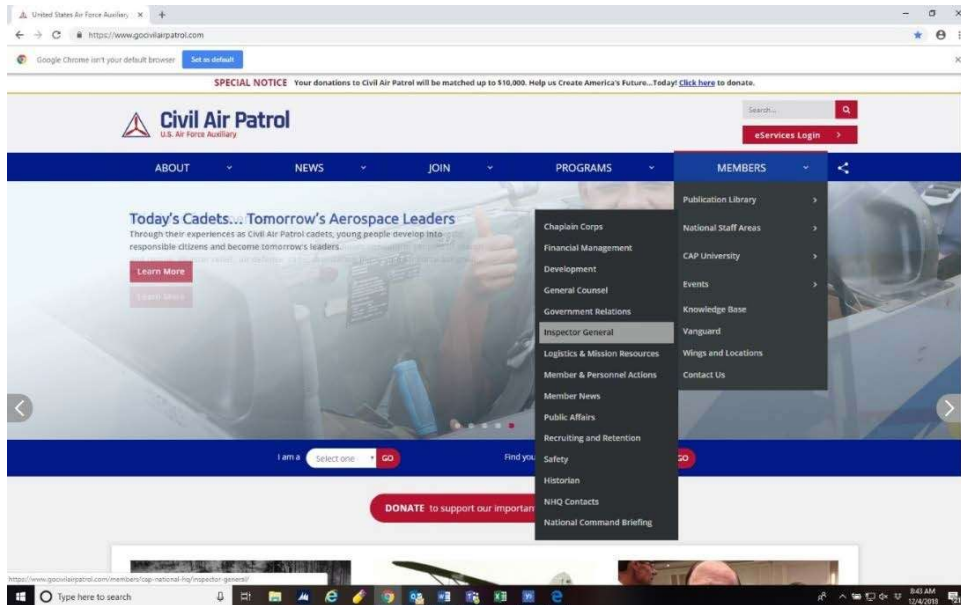 United States Air Force Auxiliary
https://www.gocivilairpatrol.com
Google Chrome isn't your default browser Set as default
SPECIAL NOTICE Your donations to Civil Air Patrol will be matched up to $10,000. Help us Create America's Future...Today! Click here to donate.
Civil Air Patrol
U.S. Air Force Auxiliary
Search...
eServices Login
ABOUT NEWS JOIN PROGRAMS MEMBERS
Today's Cadets... Tomorrow's Aerospace Leaders
Through their experiences as Civil Air Patrol cadets, young people develop into
responsible citizens and become tomorrow's leaders.
Learn More
Learn More
Chaplain Corps
Financial Management
Development
General Counsel
Government Relations
Inspector General
Logistics & Mission Resources
Member & Personnel Actions
Member News
Public Affairs
Recruiting and Retention
Safety
Historian
NHQ Contacts
National Command Briefing
Publication Library
National Staff Areas
CAP University
Events
Knowledge Base
Vanguard
Wings and Locations
Contact Us
I am a Select one GO Find you GO
DONATE to support our importan
https://www.gocivilairpatrol.com/members/cap-national-hq/inspector-general/
Type here to search
8:43 AM
12/4/2018